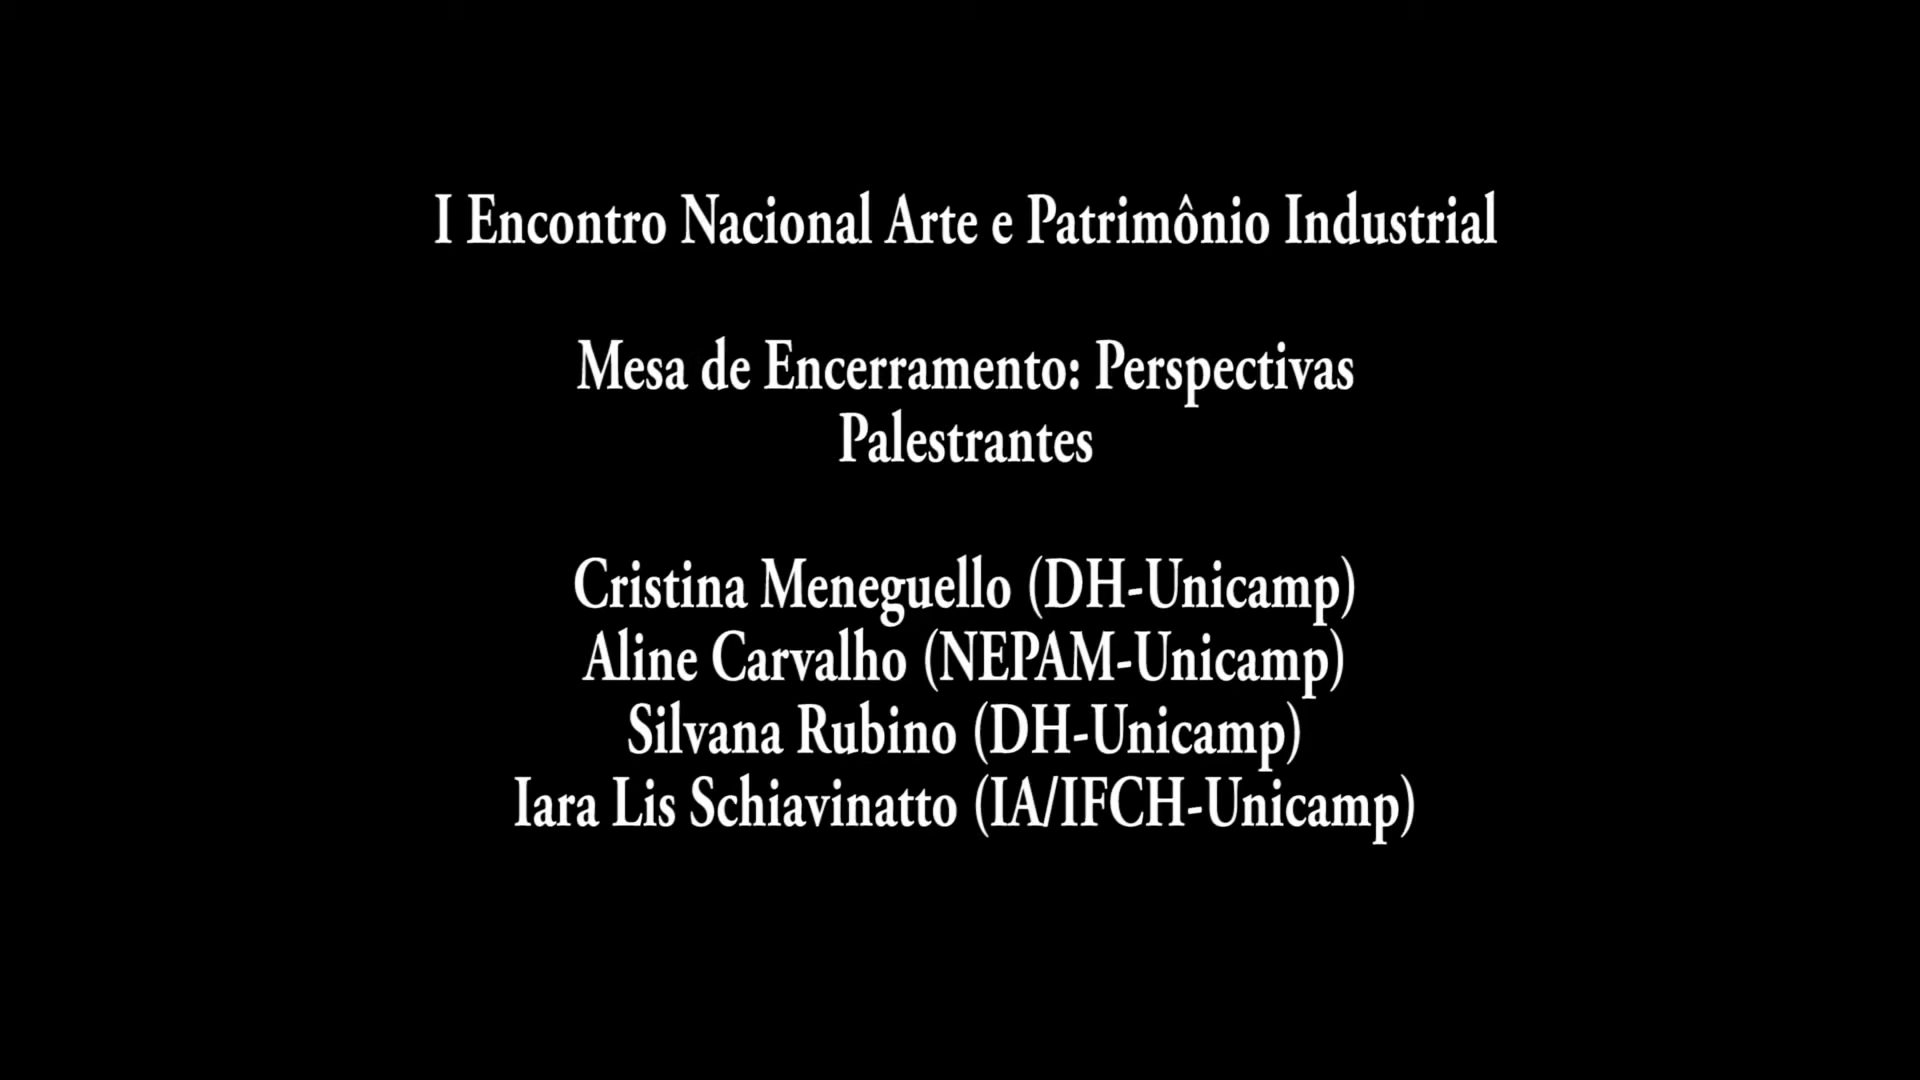 I Encontro Nacional Arte e Patrimônio Industrial
Mesa de Encerramento: Perspectivas
Palestrantes
Cristina Meneguello (DH-Unicamp)
Aline Carvalho (NEPAM-Unicamp)
Silvana Rubino (DH-Unicamp)
Iara Lis Schiavinatto (IA/IFCH-Unicamp)